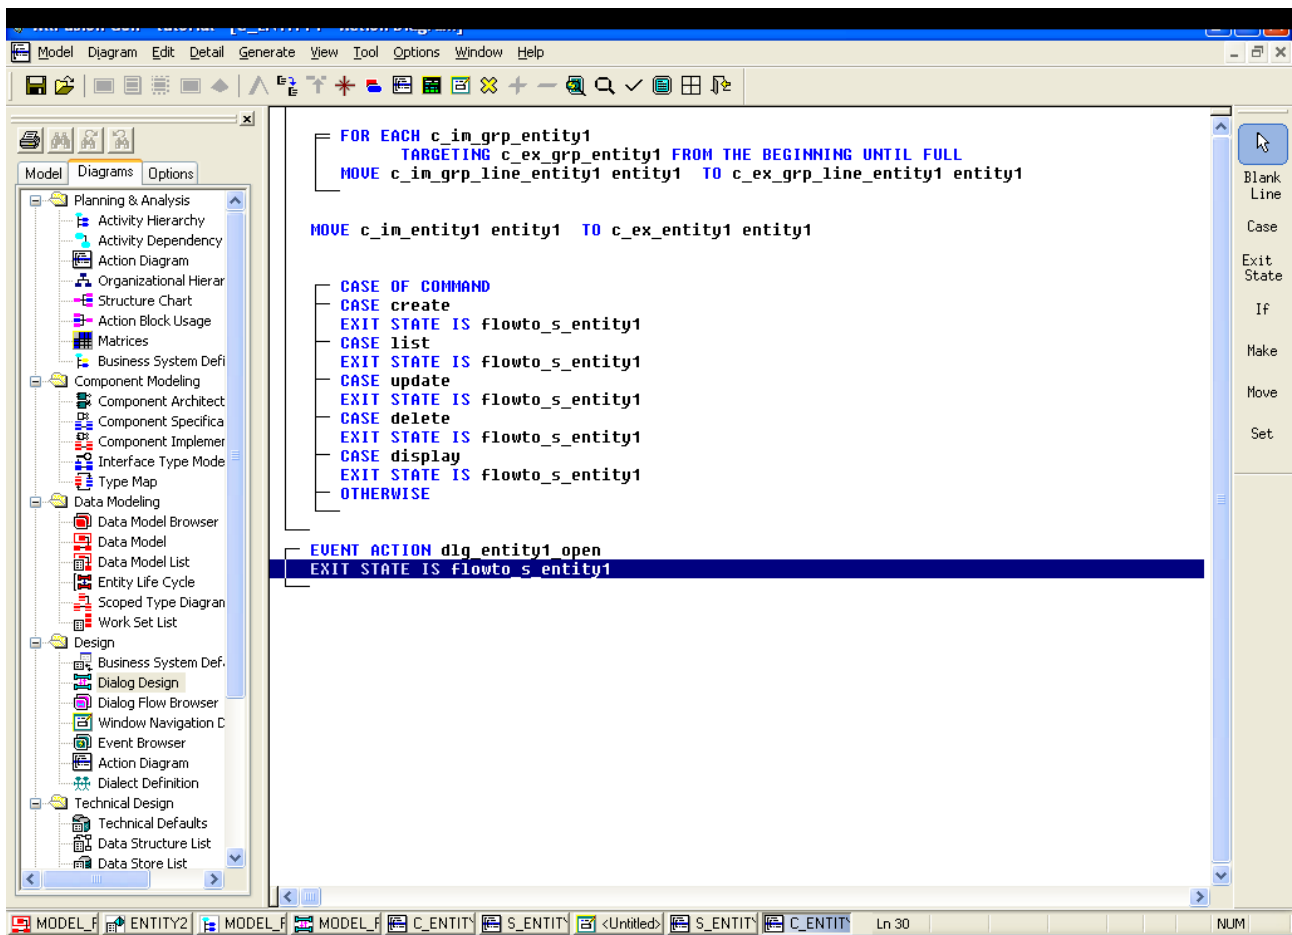 Model Diagram Edit Detail Generate View Tool Options Window Help
Model Diagrams Options
Planning & Analysis
Activity Hierarchy
Activity Dependency
Action Diagram
Organizational Hierar
Structure Chart
Action Block Usage
Matrices
Business System Defi
Component Modeling
Component Architect
Component Specifica
Component Implemer
Interface Type Mode
Type Map
Data Modeling
Data Model Browser
Data Model
Data Model List
Entity Life Cycle
Scoped Type Diagran
Work Set List
Design
Business System Def
Dialog Design
Dialog Flow Browser
Window Navigation D
Event Browser
Action Diagram
Dialect Definition
Technical Design
Technical Defaults
Data Structure List
Data Store List
FOR EACH c_im_grp_entity1
TARGETING c_ex_grp_entity1 FROM THE BEGINNING UNTIL FULL
MOVE c_im_grp_line_entity1 entity1 TO c_ex_grp_line_entity1 entity1
MOVE c_im_entity1 entity1 TO c_ex_entity1 entity1
CASE OF COMMAND
CASE create
EXIT STATE IS flowto_s_entity1
CASE list
EXIT STATE IS flowto_s_entity1
CASE update
EXIT STATE IS flowto_s_entity1
CASE delete
EXIT STATE IS flowto_s_entity1
CASE display
EXIT STATE IS flowto_s_entity1
OTHERWISE
EVENT ACTION dlg_entity1_open
EXIT STATE IS flowto_s_entity1
Blank
Line
Case
Exit
State
If
Make
Move
Set
MODEL_F ENTITY2 MODEL_F MODEL_F C_ENTITY S_ENTITY <Untitled> S_ENTITY C_ENTITY Ln 30 NUM